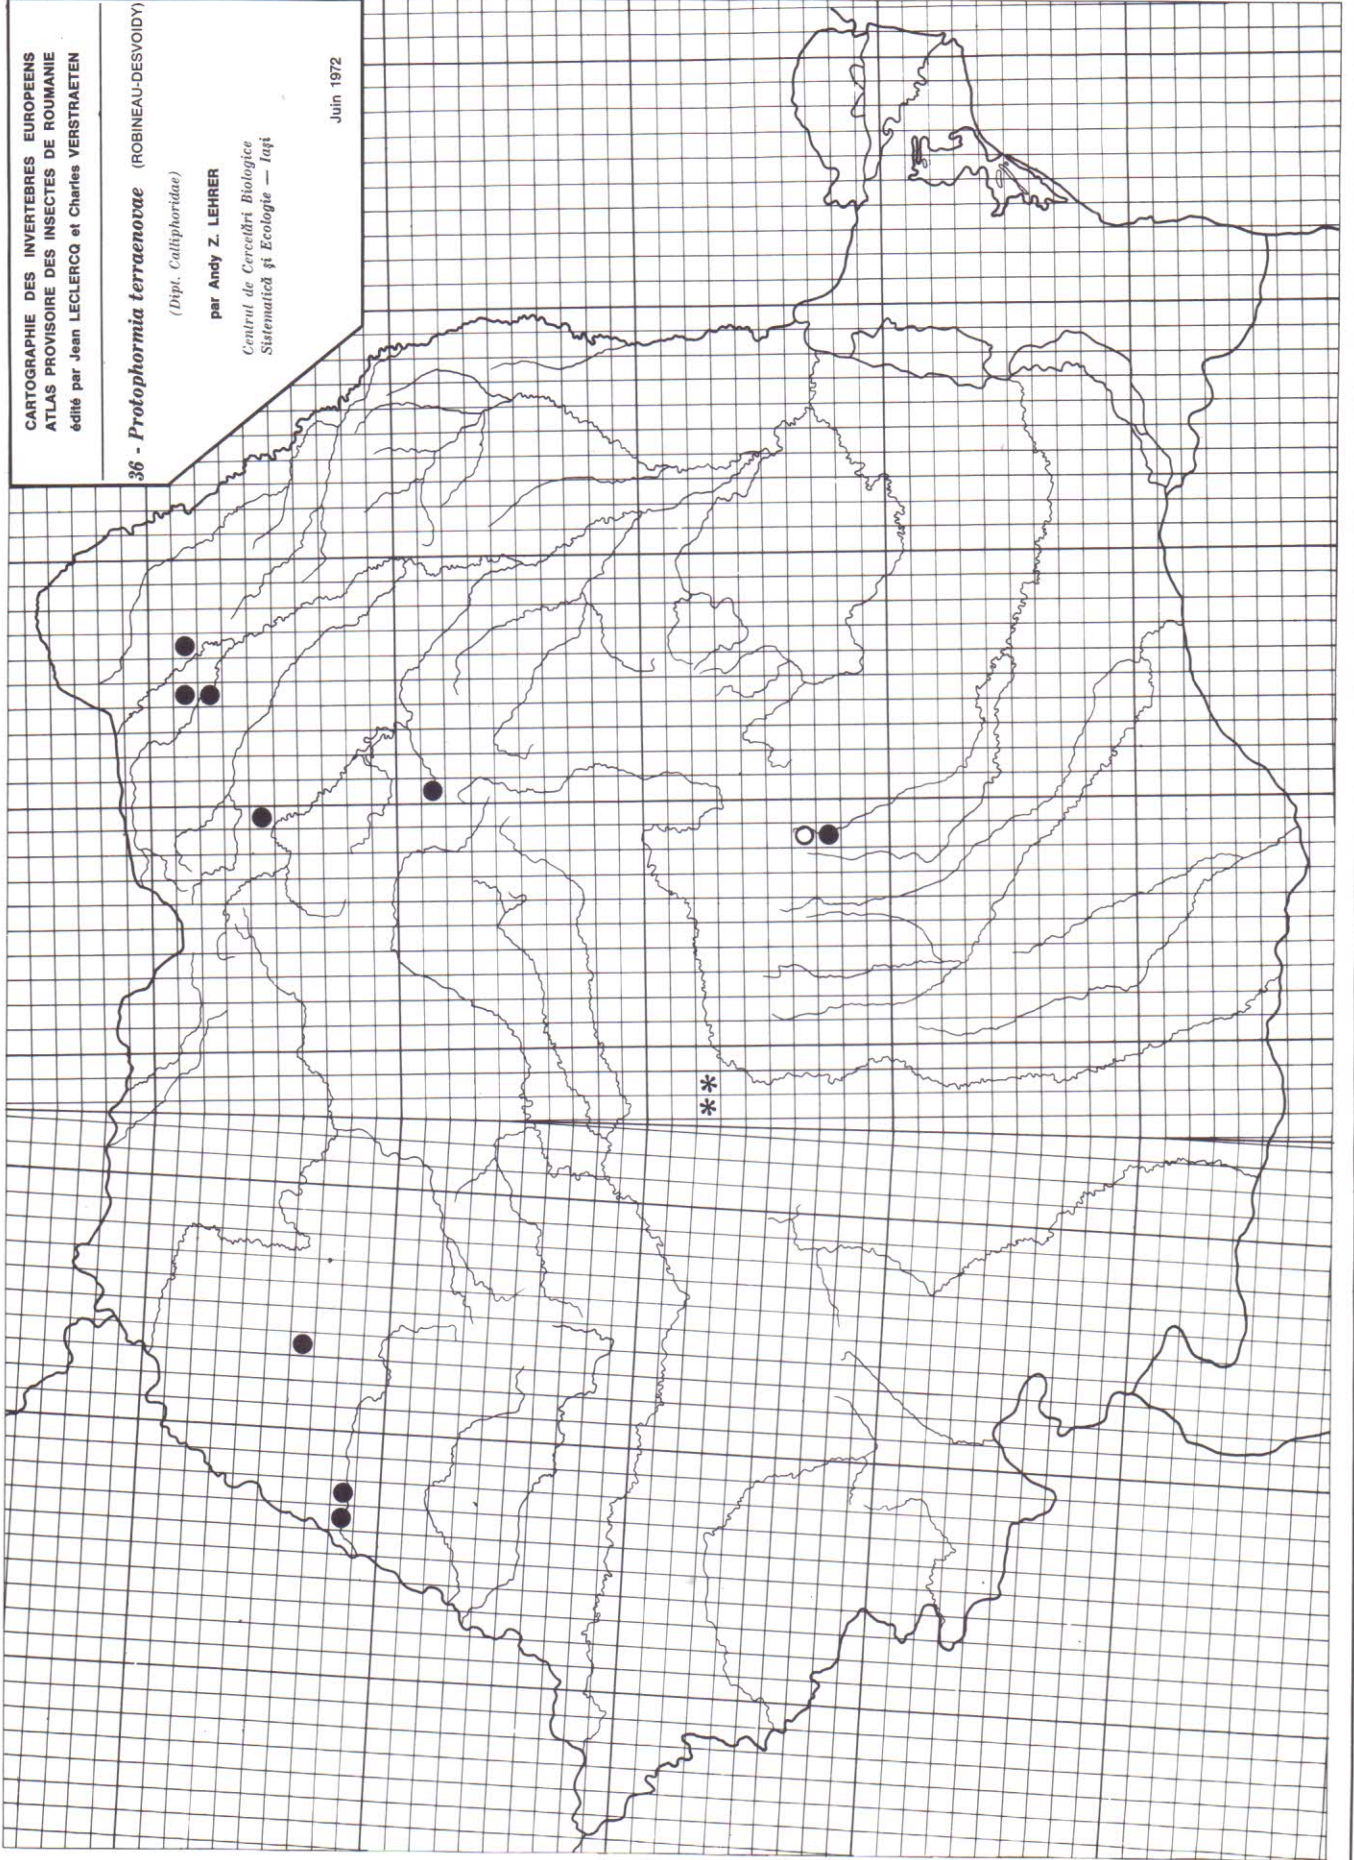 CARTOGRAPHIE DES INVERTEBRES EUROPEENS
ATLAS PROVISOIRE DES INSECTES DE ROUMANIE
édité par Jean LECLERCQ et Charles VERSTRAETEN
36 - Protophormia terraenovae (ROBINEAU-DESVOIDY)
(Dipt. Calliphoridae)
par Andy Z. LEHRER
Centrul de Cercetări Biologice
Sistematică şi Ecologie — Iaşi
Juin 1972
**